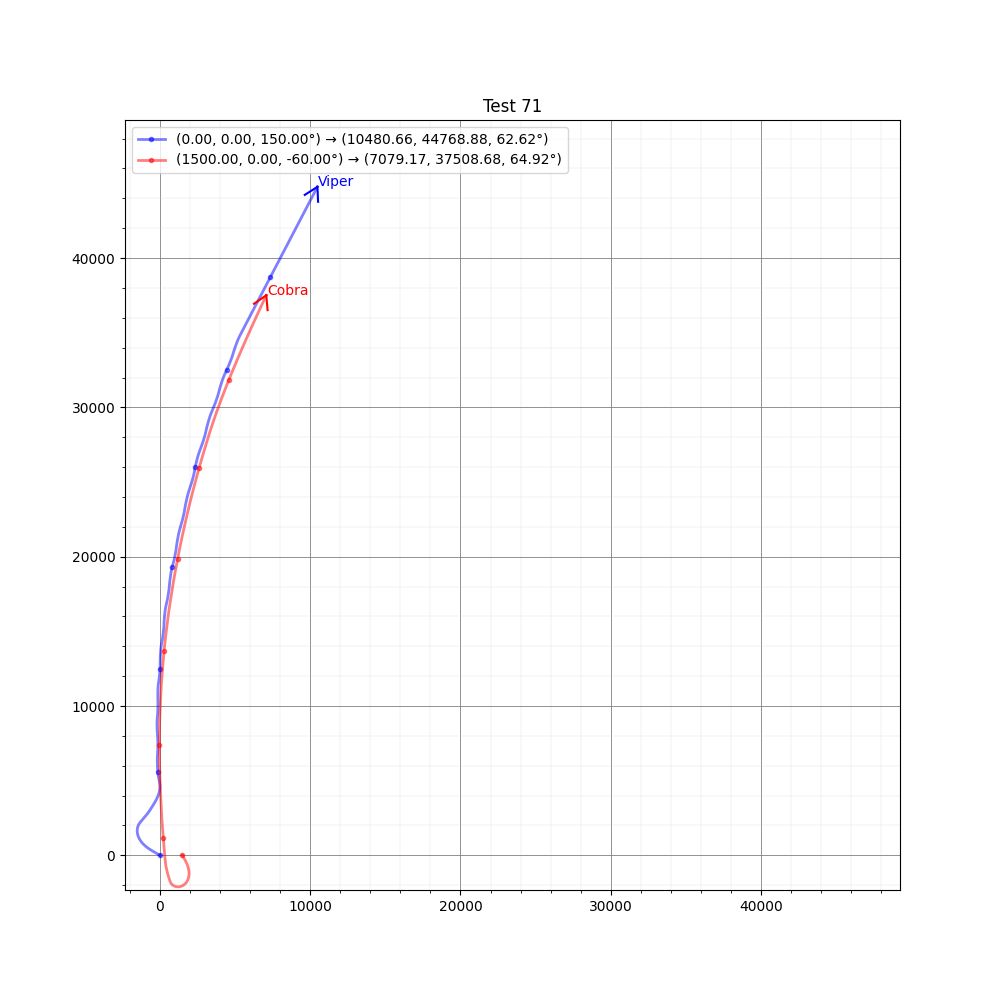 Test 71
(0.00, 0.00, 150.00°) → (10480.66, 44768.88, 62.62°)
(1500.00, 0.00, -60.00°) → (7079.17, 37508.68, 64.92°)
Viper
Cobra
40000
30000
20000
10000
0
0 10000 20000 30000 40000